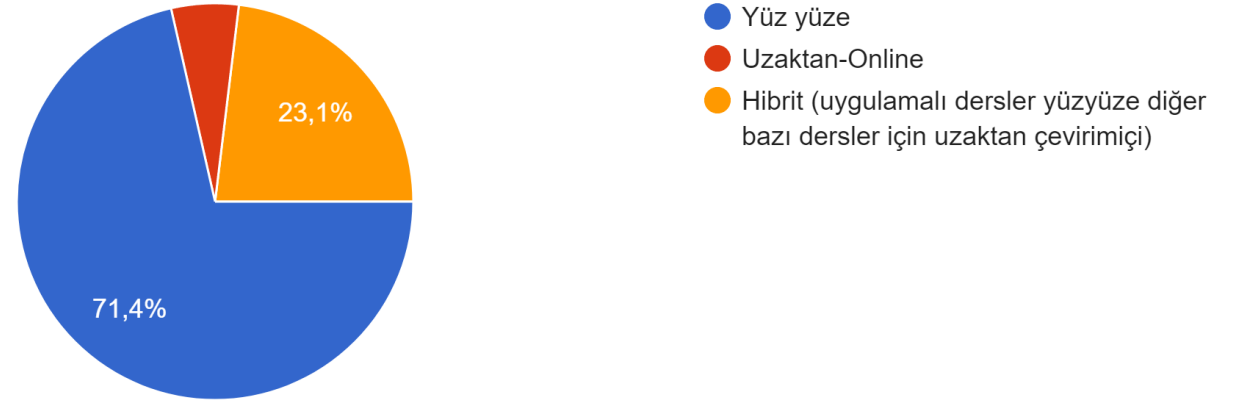 Yüz yüze
Uzaktan-Online
Hibrit (uygulamalı dersler yüzyüze diğer
bazı dersler için uzaktan çevirimiçi)
23,1%
71,4%